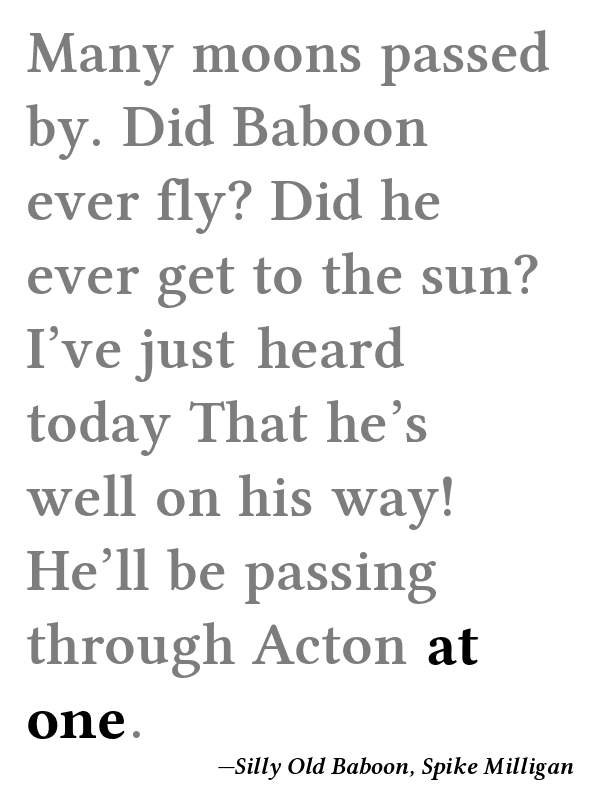 Many moons passed
by. Did Baboon
ever fly? Did he
ever get to the sun?
I’ve just heard
today That he’s
well on his way!
He’ll be passing
through Acton at
one.
—Silly Old Baboon, Spike Milligan